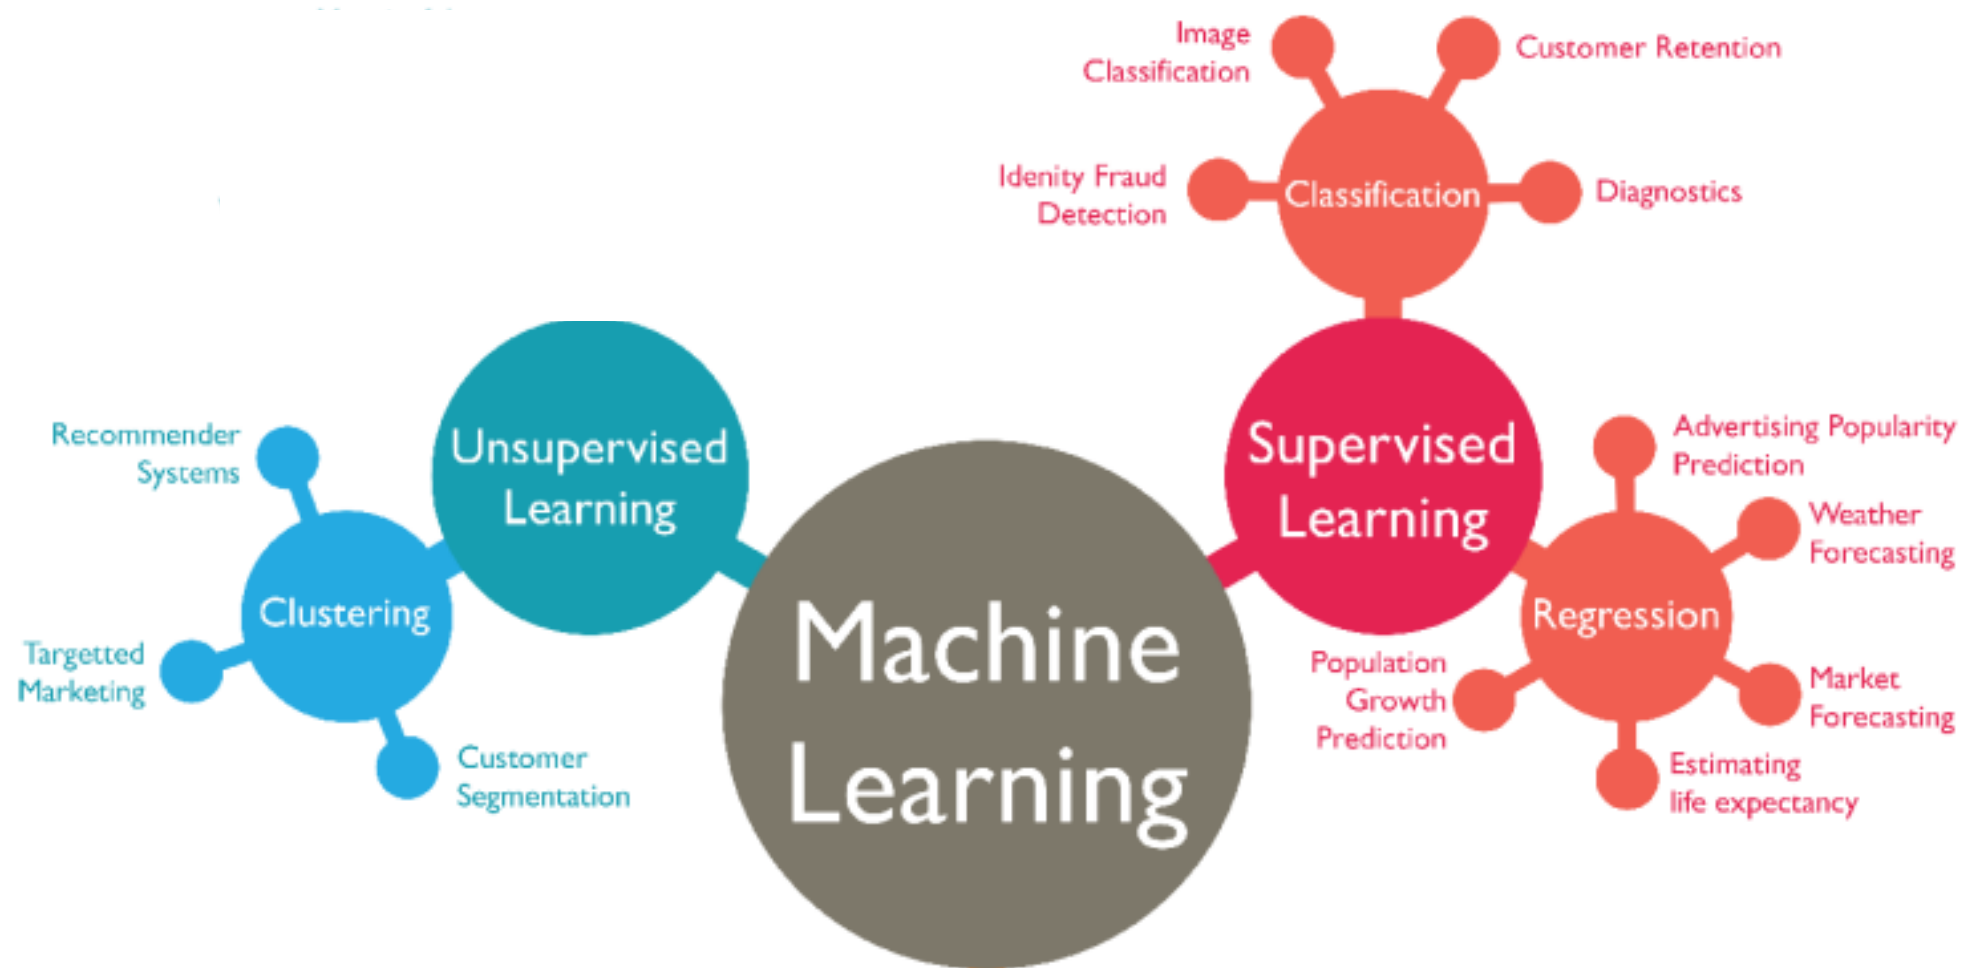 Image
Classification
Customer Retention
Idenity Fraud
Detection
Classification
Diagnostics
Unsupervised
Learning
Recommender
Systems
Clustering
Targetted
Marketing
Customer
Segmentation
Machine
Learning
Supervised
Learning
Advertising Popularity
Prediction
Weather
Forecasting
Regression
Population
Growth
Prediction
Market
Forecasting
Estimating
life expectancy